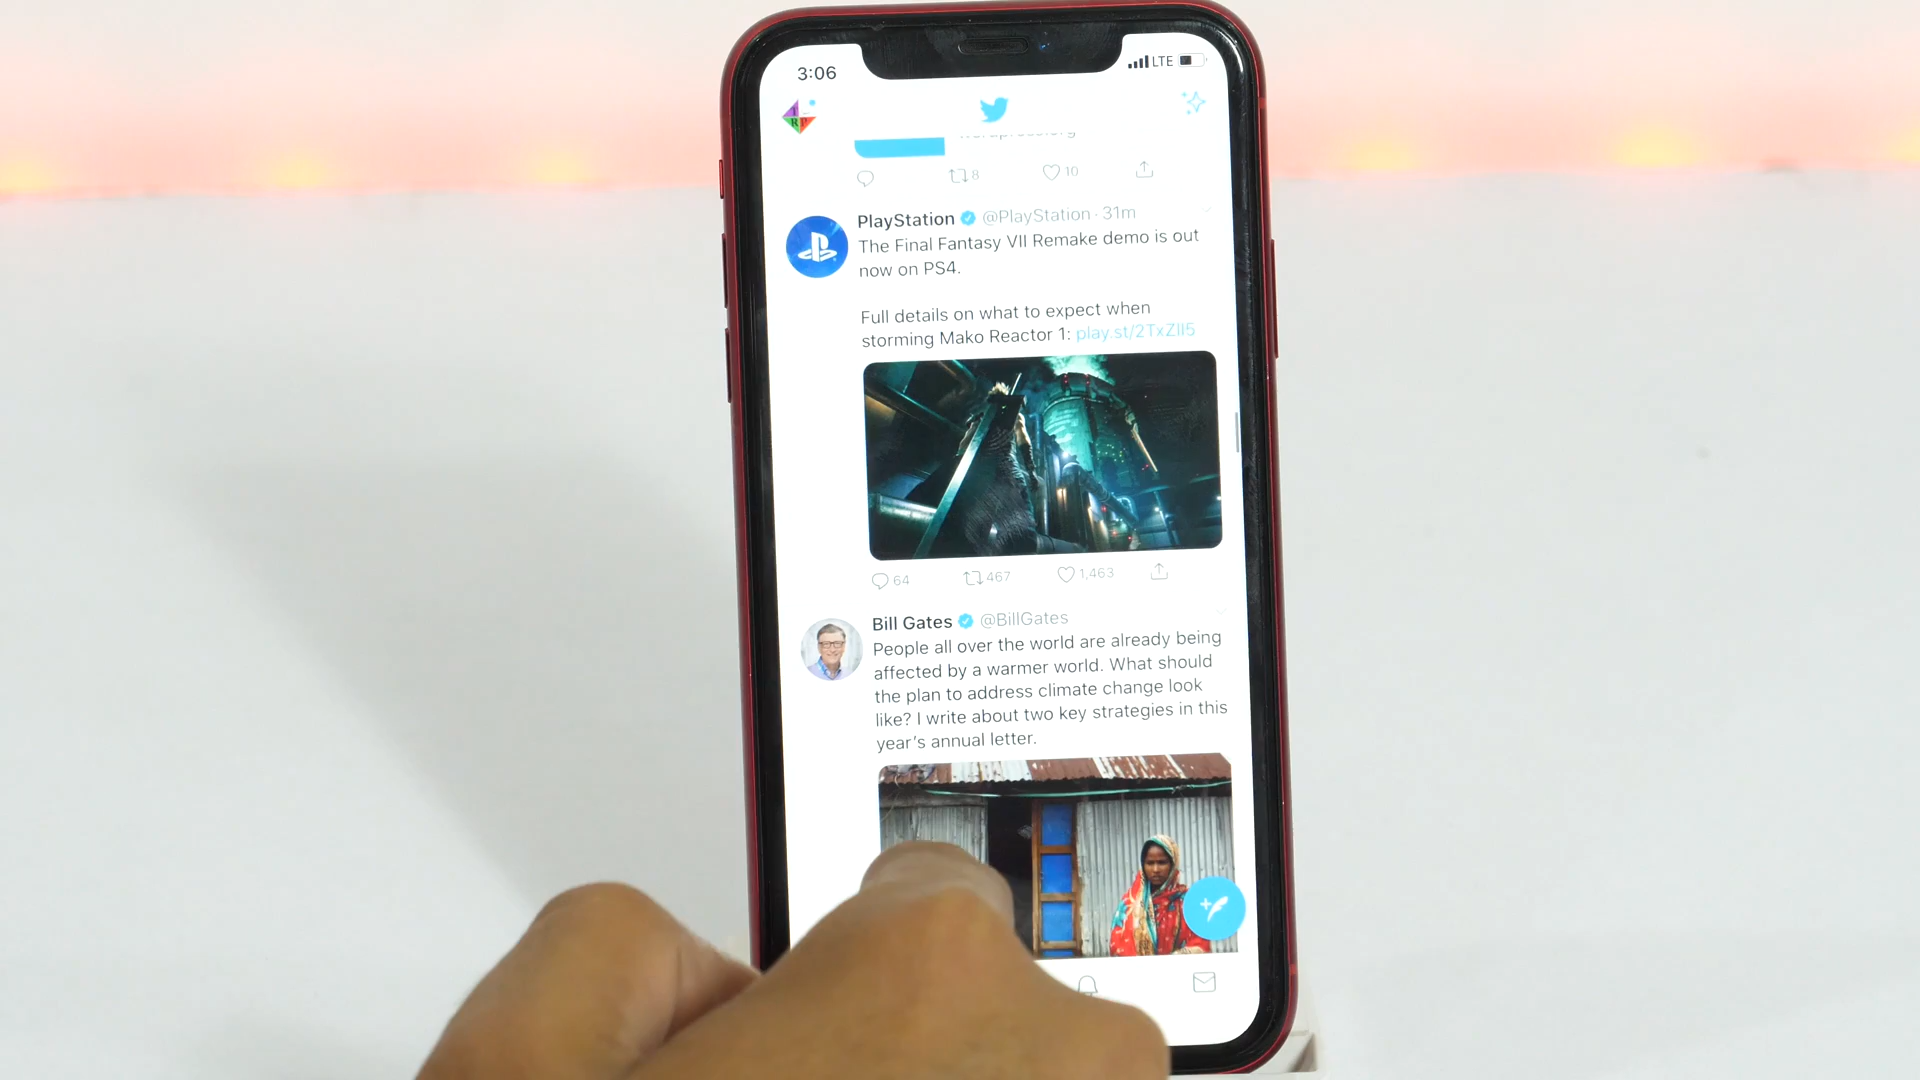 3:06
LTE
8
10
PlayStation @PlayStation · 31m
The Final Fantasy VII Remake demo is out
now on PS4.
Full details on what to expect when
storming Mako Reactor 1: play.st/2TxZlI5
64
467
1,463
Bill Gates @BillGates
People all over the world are already being
affected by a warmer world. What should
the plan to address climate change look
like? I write about two key strategies in this
year's annual letter.